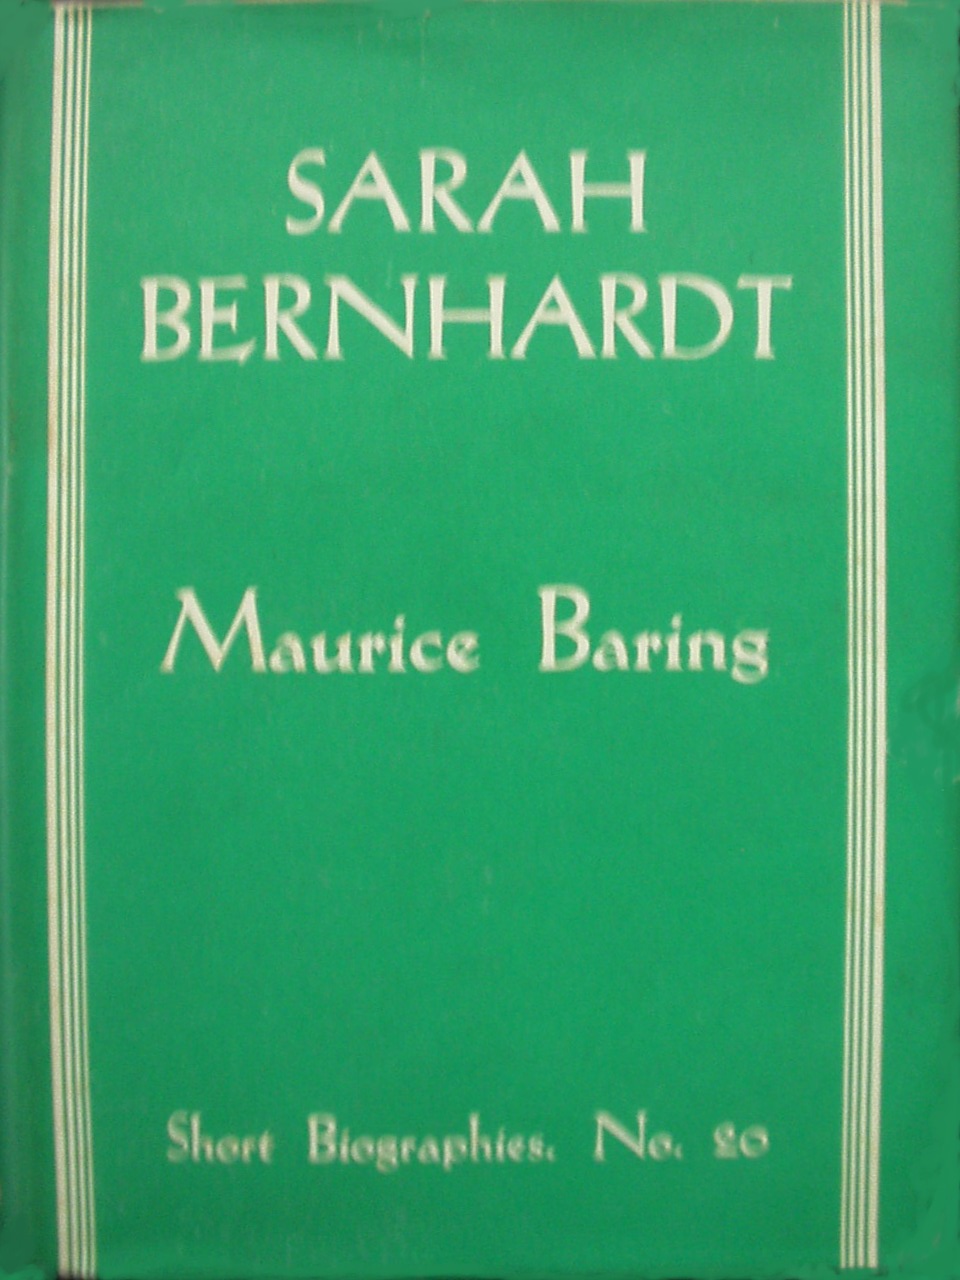 SARAH
BERNHARDT
Maurice Baring
Short Biographies. No. 20